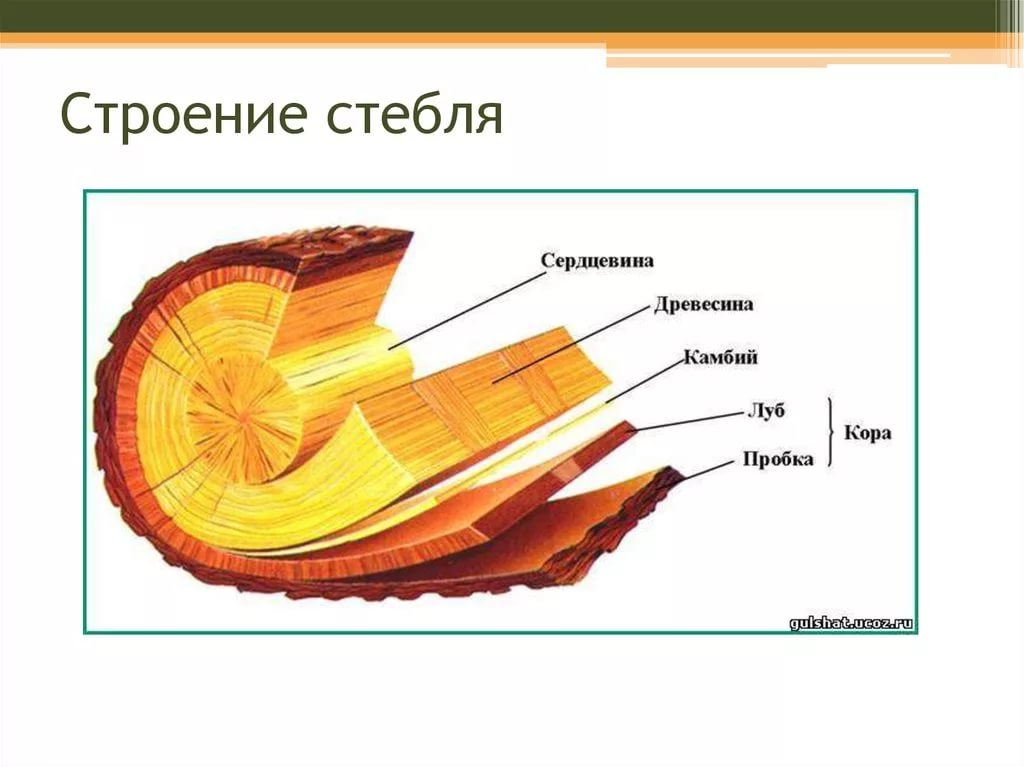 Строение стебля
Сердцевина
Древесина
Камбий
Луб
Кора
Пробка
gulshat.ucoz.ru